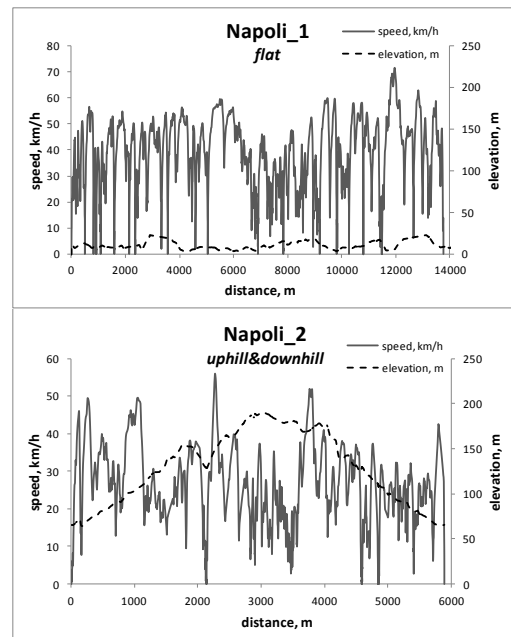 Napoli_1
flat
speed, km/h
elevation, m
80
70
60
50
40
30
20
10
0
speed, km/h
250
200
150
100
50
0
elevation, m
0 2000 4000 6000 8000 10000 12000 14000
distance, m
Napoli_2
uphill&downhill
speed, km/h
elevation, m
60
50
40
30
20
10
0
speed, km/h
250
200
150
100
50
0
elevation, m
0 1000 2000 3000 4000 5000 6000
distance, m